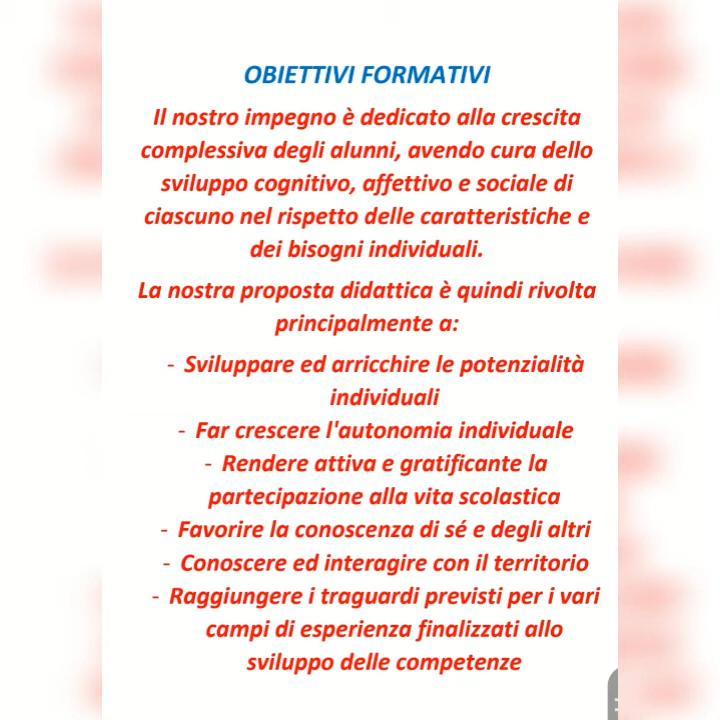 OBIETTIVI FORMATIVI
Il nostro impegno è dedicato alla crescita
complessiva degli alunni, avendo cura dello
sviluppo cognitivo, affettivo e sociale di
ciascuno nel rispetto delle caratteristiche e
dei bisogni individuali.
La nostra proposta didattica è quindi rivolta
principalmente a:
- Sviluppare ed arricchire le potenzialità
individuali
- Far crescere l'autonomia individuale
- Rendere attiva e gratificante la
partecipazione alla vita scolastica
- Favorire la conoscenza di sé e degli altri
- Conoscere ed interagire con il territorio
- Raggiungere i traguardi previsti per i vari
campi di esperienza finalizzati allo
sviluppo delle competenze